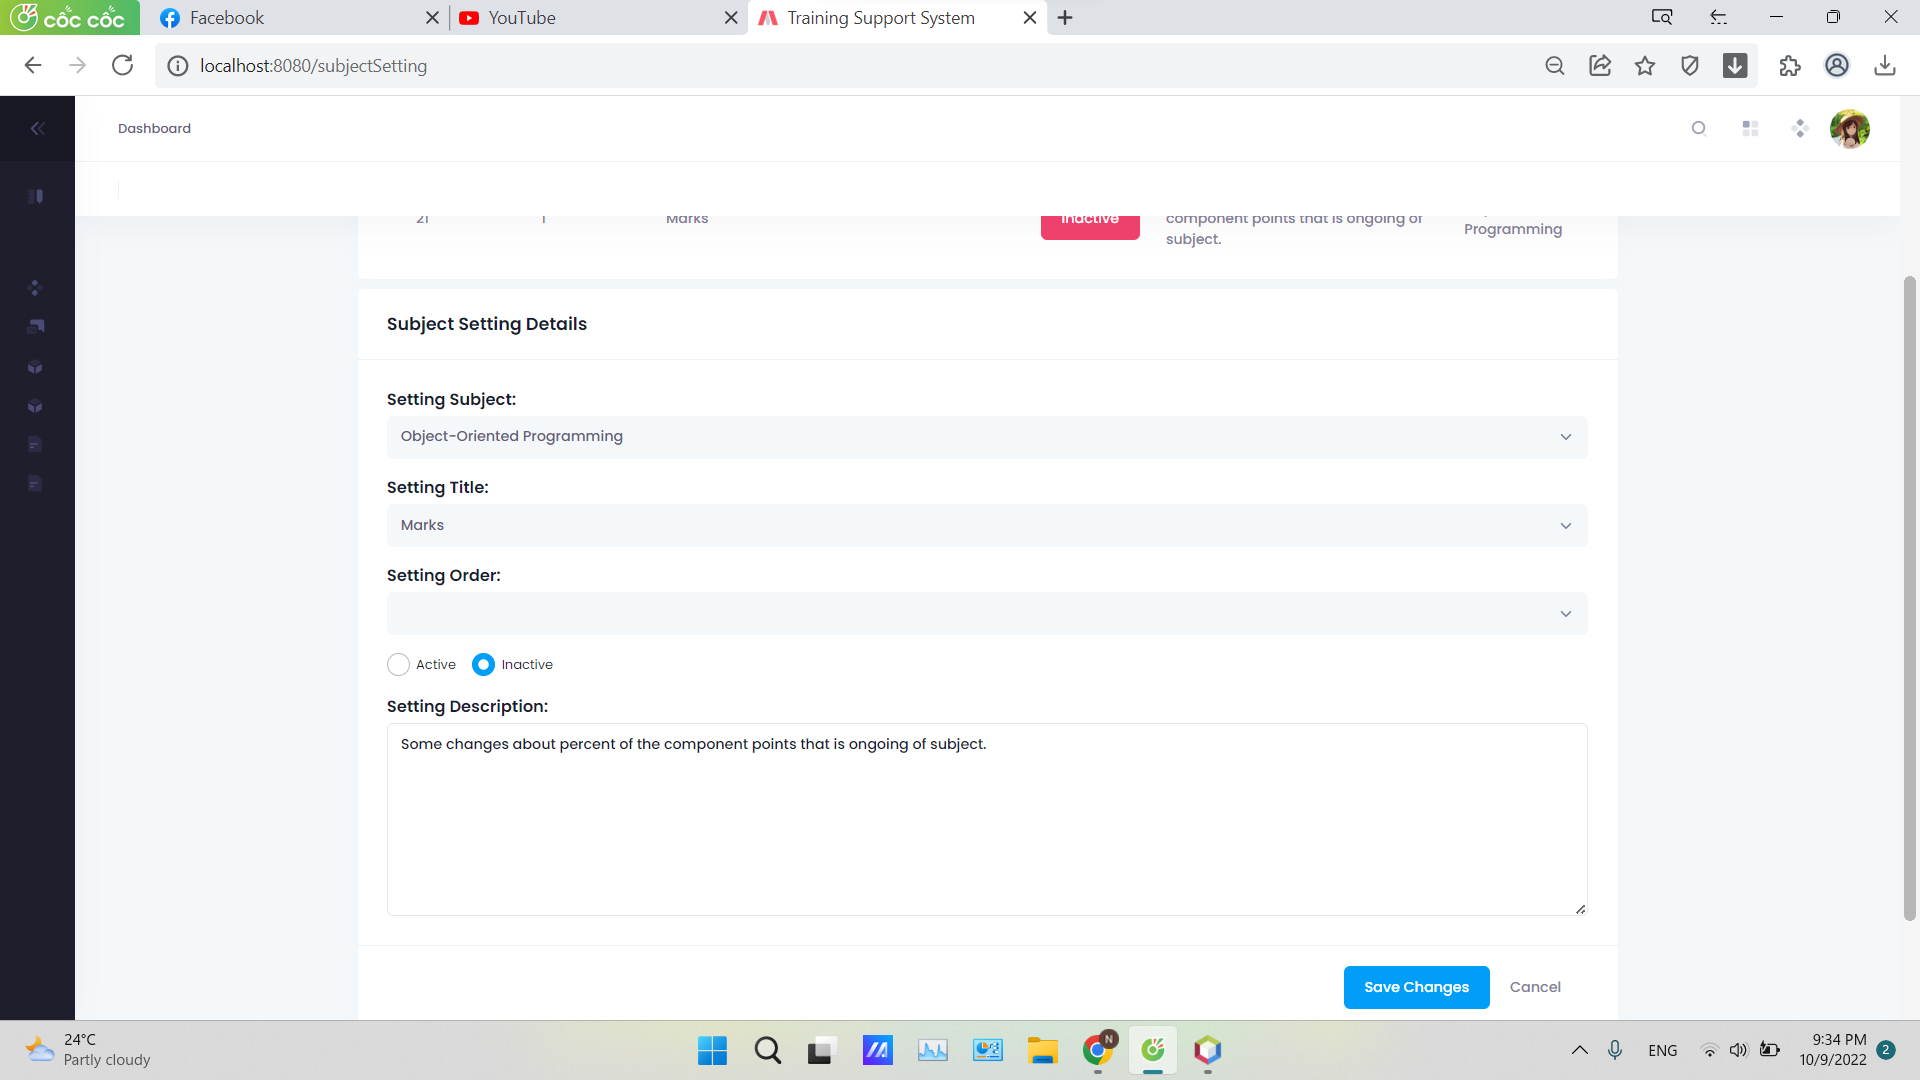 cốc cốc
Facebook
YouTube
Training Support System
localhost:8080/subjectSetting
Dashboard
21
1
Marks
Inactive
component points that is ongoing of
subject.
Programming
Subject Setting Details
Setting Subject:
Object-Oriented Programming
Setting Title:
Marks
Setting Order:
Active
Inactive
Setting Description:
Some changes about percent of the component points that is ongoing of subject.
Save Changes
Cancel
24°C
Partly cloudy
N
ENG
9:34 PM
10/9/2022
2